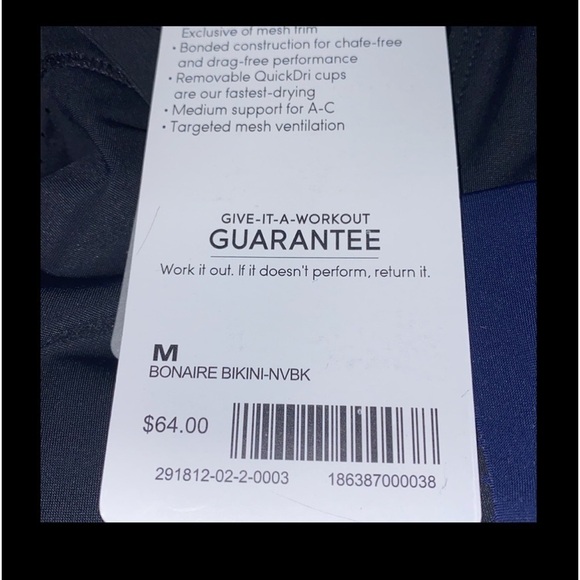 Exclusive of mesh trim
• Bonded construction for chafe-free
and drag-free performance
• Removable QuickDri cups
are our fastest-drying
• Medium support for A-C
• Targeted mesh ventilation
GIVE-IT-A-WORKOUT
GUARANTEE
Work it out. If it doesn't perform, return it.
M
BONAIRE BIKINI-NVBK
$64.00
291812-02-2-0003 186387000038